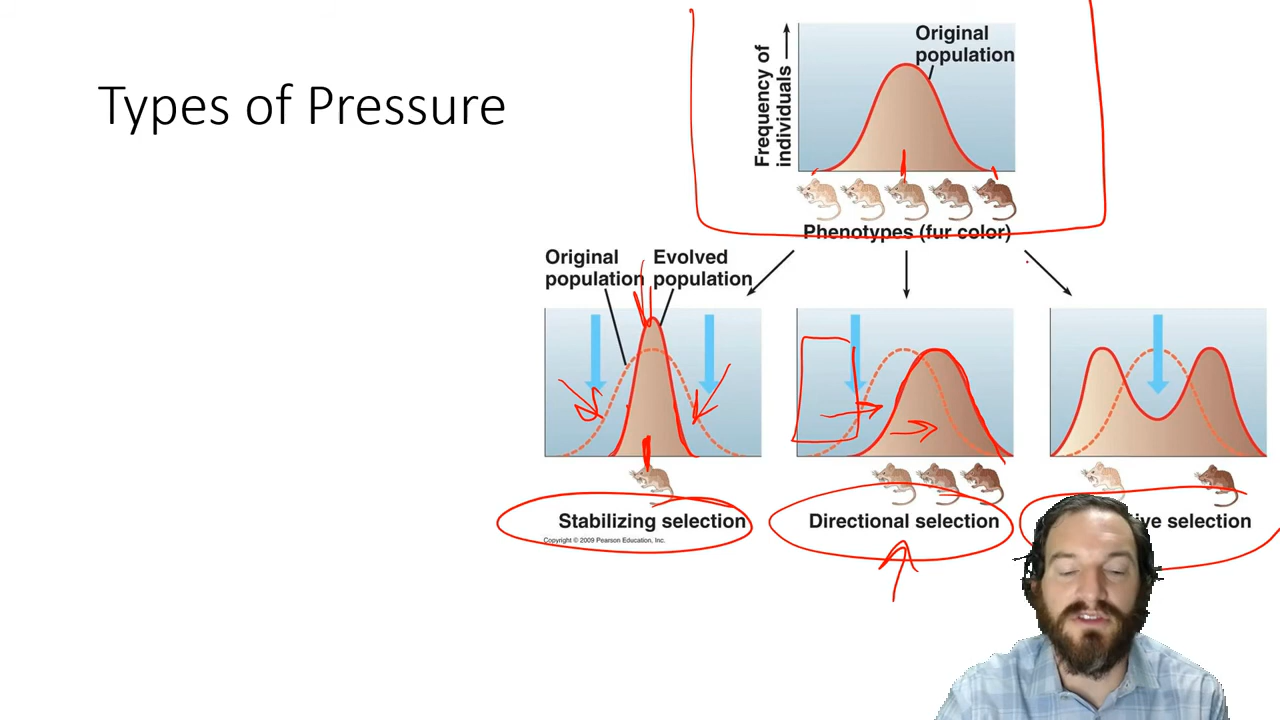 Types of Pressure
Frequency of
individuals
Original
population
Phenotypes (fur color)
Original
population
Evolved
population
Stabilizing selection
Directional selection
selection
Copyright © 2009 Pearson Education, Inc.